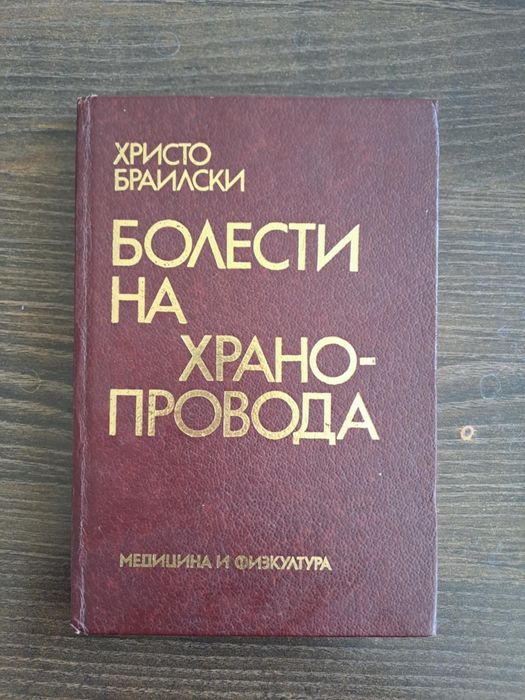 ХРИСТО
БРАИЛСКИ
БОЛЕСТИ
НА
ХРАНО-
ПРОВОДА
МЕДИЦИНА И ФИЗКУЛТУРА